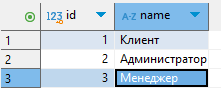 123 id A-Z name
1 1 Клиент
2 2 Администратор
3 3 Менеджер